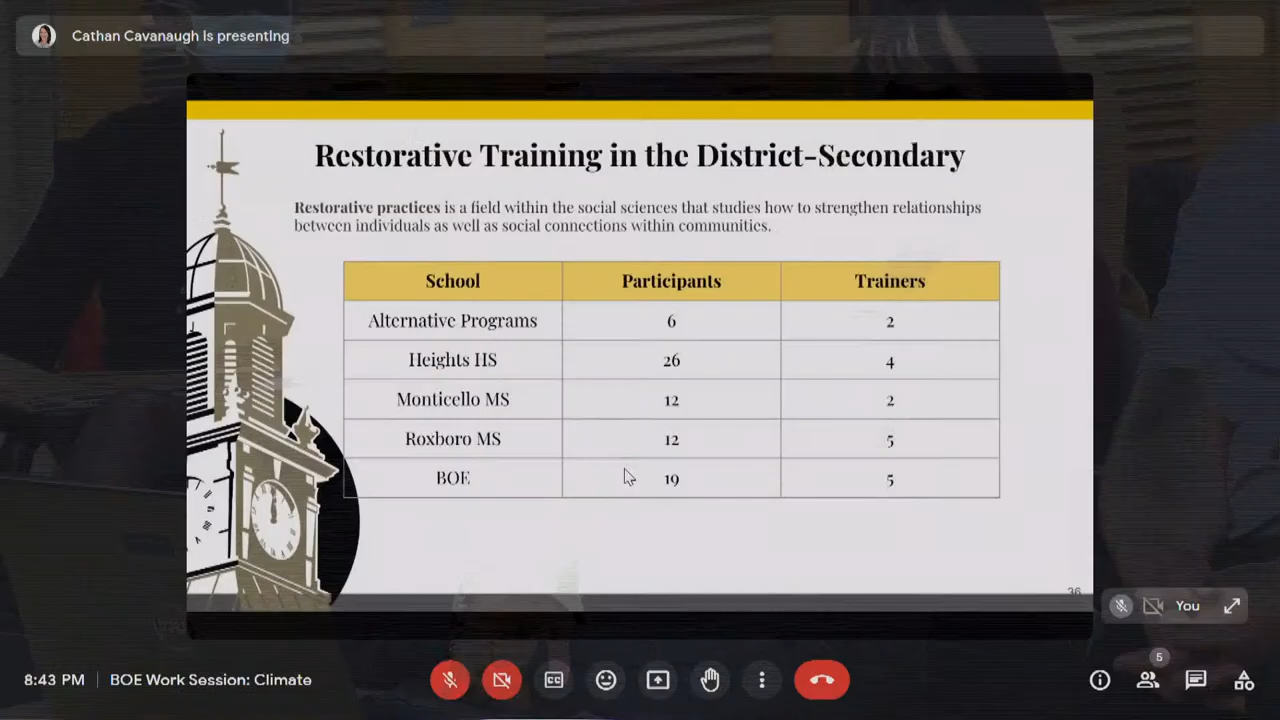 Cathan Cavanaugh is presenting
Restorative Training in the District-Secondary
Restorative practices is a field within the social sciences that studies how to strengthen relationships
between individuals as well as social connections within communities.
School Participants Trainers
Alternative Programs 6 2
Heights HS 26 4
Monticello MS 12 2
Roxboro MS 12 5
BOE 19 5
36
You
5
8:43 PM | BOE Work Session: Climate
CC